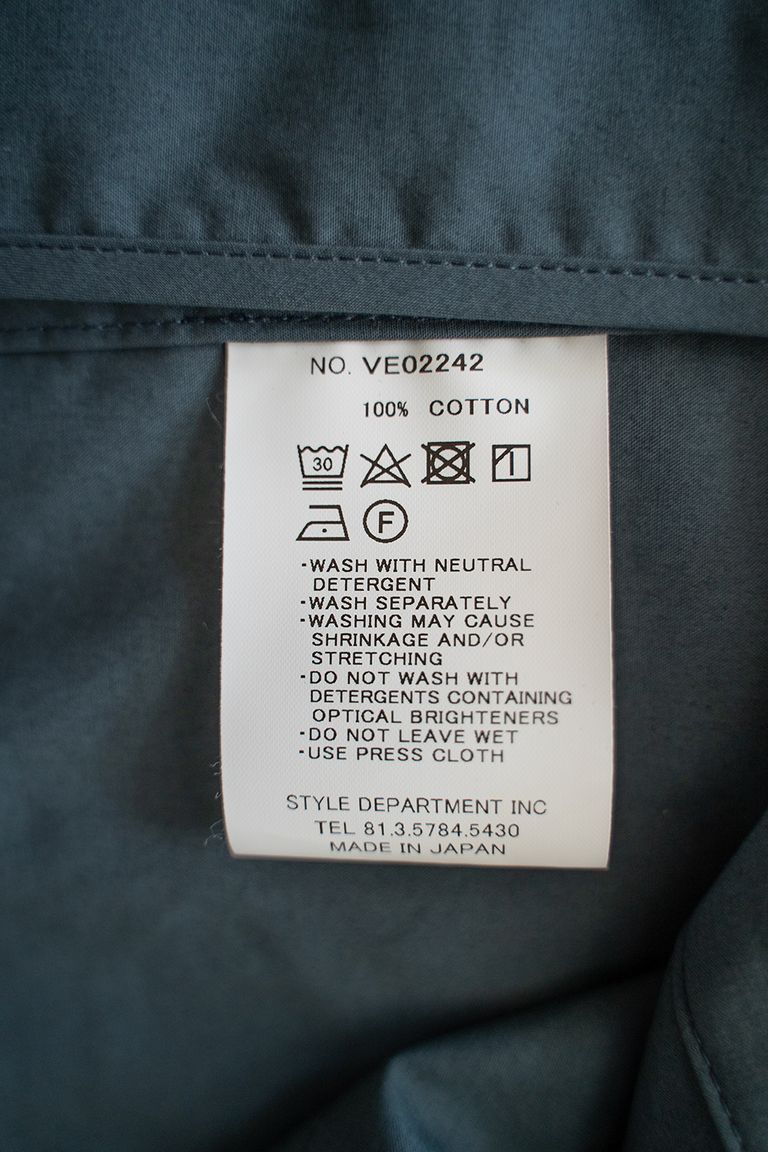 NO. VE02242
100% COTTON
30
F
-WASH WITH NEUTRAL
DETERGENT
-WASH SEPARATELY
-WASHING MAY CAUSE
SHRINKAGE AND/OR
STRETCHING
-DO NOT WASH WITH
DETERGENTS CONTAINING
OPTICAL BRIGHTENERS
-DO NOT LEAVE WET
-USE PRESS CLOTH
STYLE DEPARTMENT INC
TEL 81.3.5784.5430
MADE IN JAPAN